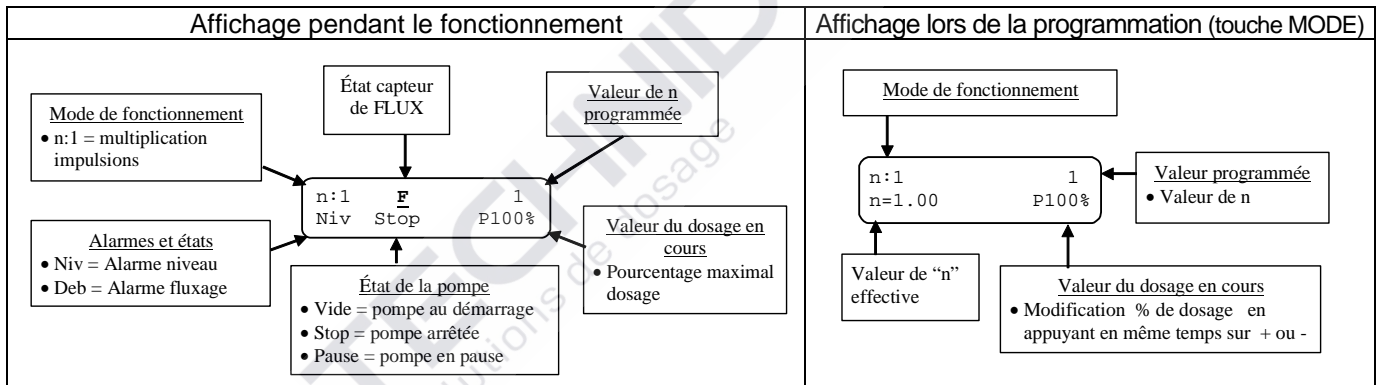 Affichage pendant le fonctionnement
Affichage lors de la programmation (touche MODE)
Mode de fonctionnement
• n:1 = multiplication
impulsions
État capteur
de FLUX
Valeur de n
programmée
n:1 F 1
Niv Stop P100%
Alarmes et états
• Niv = Alarme niveau
• Deb = Alarme fluxage
État de la pompe
• Vide = pompe au démarrage
• Stop = pompe arrêtée
• Pause = pompe en pause
Valeur du dosage en
cours
• Pourcentage maximal
dosage
Mode de fonctionnement
n:1 1
n=1.00 P100%
Valeur programmée
• Valeur de n
Valeur de “n”
effective
Valeur du dosage en cours
• Modification % de dosage en
appuyant en même temps sur + ou -
TECHNID
utions de dosage